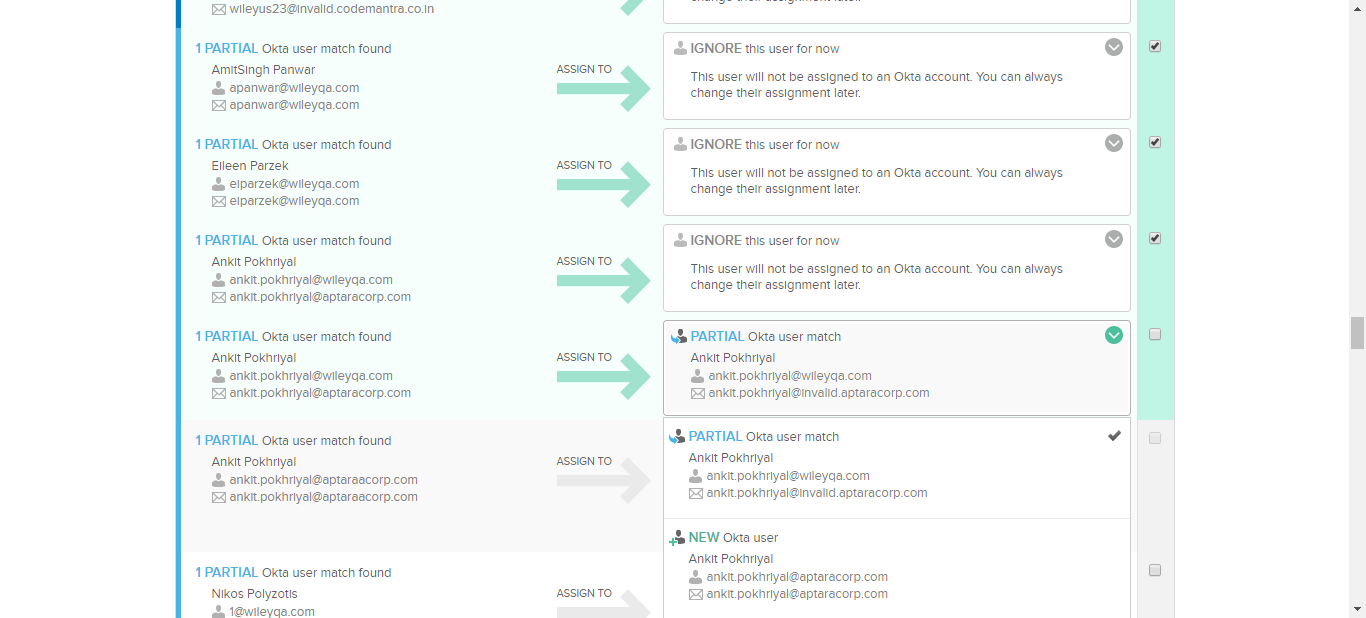 wileyus23@invalid.codemantra.co.in
change their assignment later.
1 PARTIAL Okta user match found
AmitSingh Panwar
apanwar@wileyqa.com
apanwar@wileyqa.com
ASSIGN TO
IGNORE this user for now
This user will not be assigned to an Okta account. You can always
change their assignment later.
1 PARTIAL Okta user match found
Eileen Parzek
eiparzek@wileyqa.com
eiparzek@wileyqa.com
ASSIGN TO
IGNORE this user for now
This user will not be assigned to an Okta account. You can always
change their assignment later.
1 PARTIAL Okta user match found
Ankit Pokhriyal
ankit.pokhriyal@wileyqa.com
ankit.pokhriyal@aptaracorp.com
ASSIGN TO
IGNORE this user for now
This user will not be assigned to an Okta account. You can always
change their assignment later.
1 PARTIAL Okta user match found
Ankit Pokhriyal
ankit.pokhriyal@wileyqa.com
ankit.pokhriyal@aptaracorp.com
ASSIGN TO
PARTIAL Okta user match
Ankit Pokhriyal
ankit.pokhriyal@wileyqa.com
ankit.pokhriyal@invalid.aptaracorp.com
1 PARTIAL Okta user match found
Ankit Pokhriyal
ankit.pokhriyal@aptaraacorp.com
ankit.pokhriyal@aptaraacorp.com
ASSIGN TO
PARTIAL Okta user match
Ankit Pokhriyal
ankit.pokhriyal@wileyqa.com
ankit.pokhriyal@invalid.aptaracorp.com
NEW Okta user
Ankit Pokhriyal
ankit.pokhriyal@aptaracorp.com
ankit.pokhriyal@aptaracorp.com
1 PARTIAL Okta user match found
Nikos Polyzotis
1@wileyqa.com
ASSIGN TO